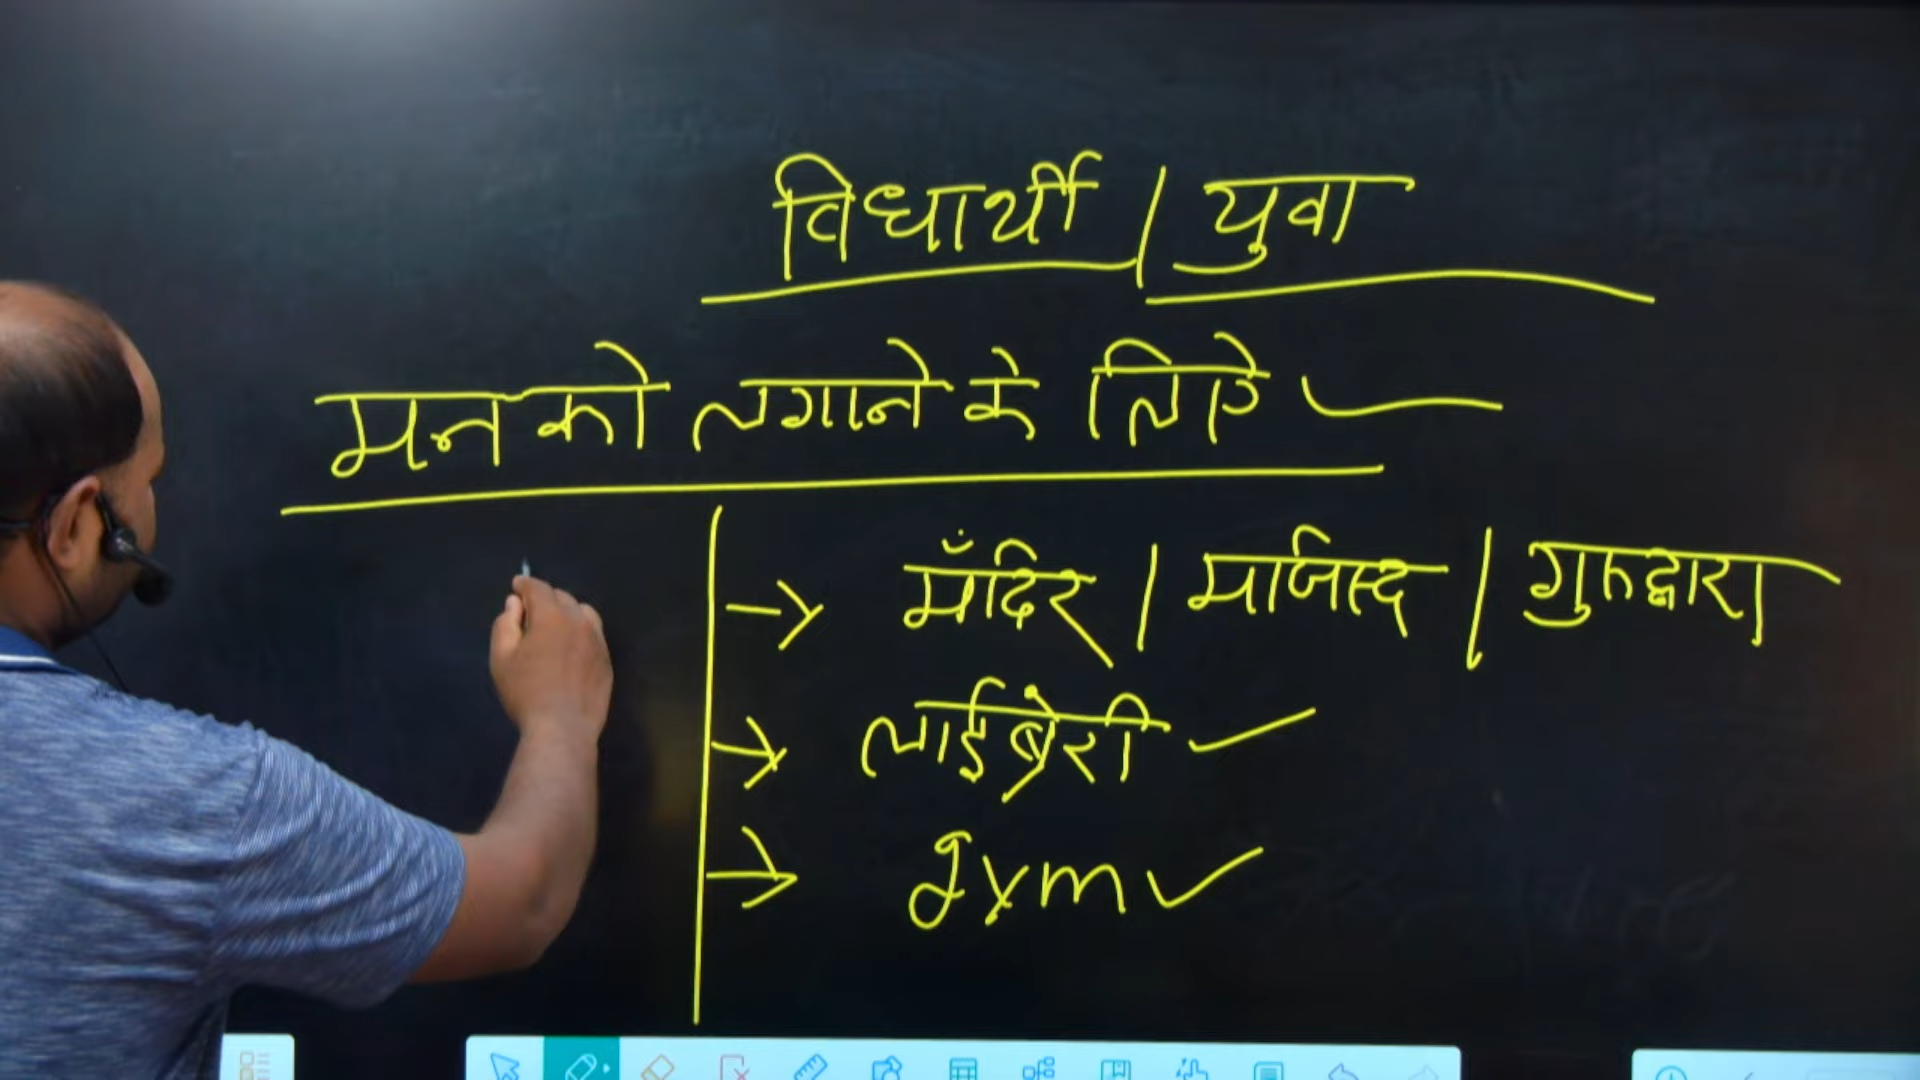 विधार्थी | युवा
मन को लगाने के लिए
→ मँदिर | मस्जिद | गुरुद्वारा
→ लाईब्रेरी ✓
→ gym ✓